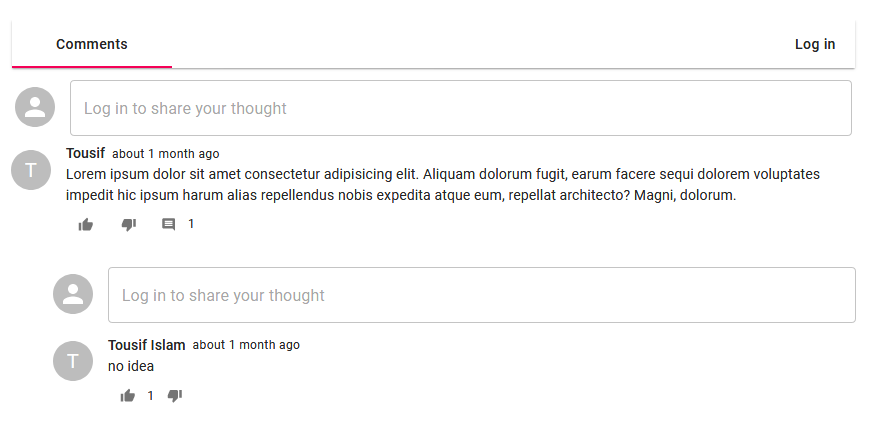 Comments Log in
Log in to share your thought
T Tousif about 1 month ago
Lorem ipsum dolor sit amet consectetur adipisicing elit. Aliquam dolorum fugit, earum facere sequi dolorem voluptates
impedit hic ipsum harum alias repellendus nobis expedita atque eum, repellat architecto? Magni, dolorum.
1
Log in to share your thought
T Tousif Islam about 1 month ago
no idea
1